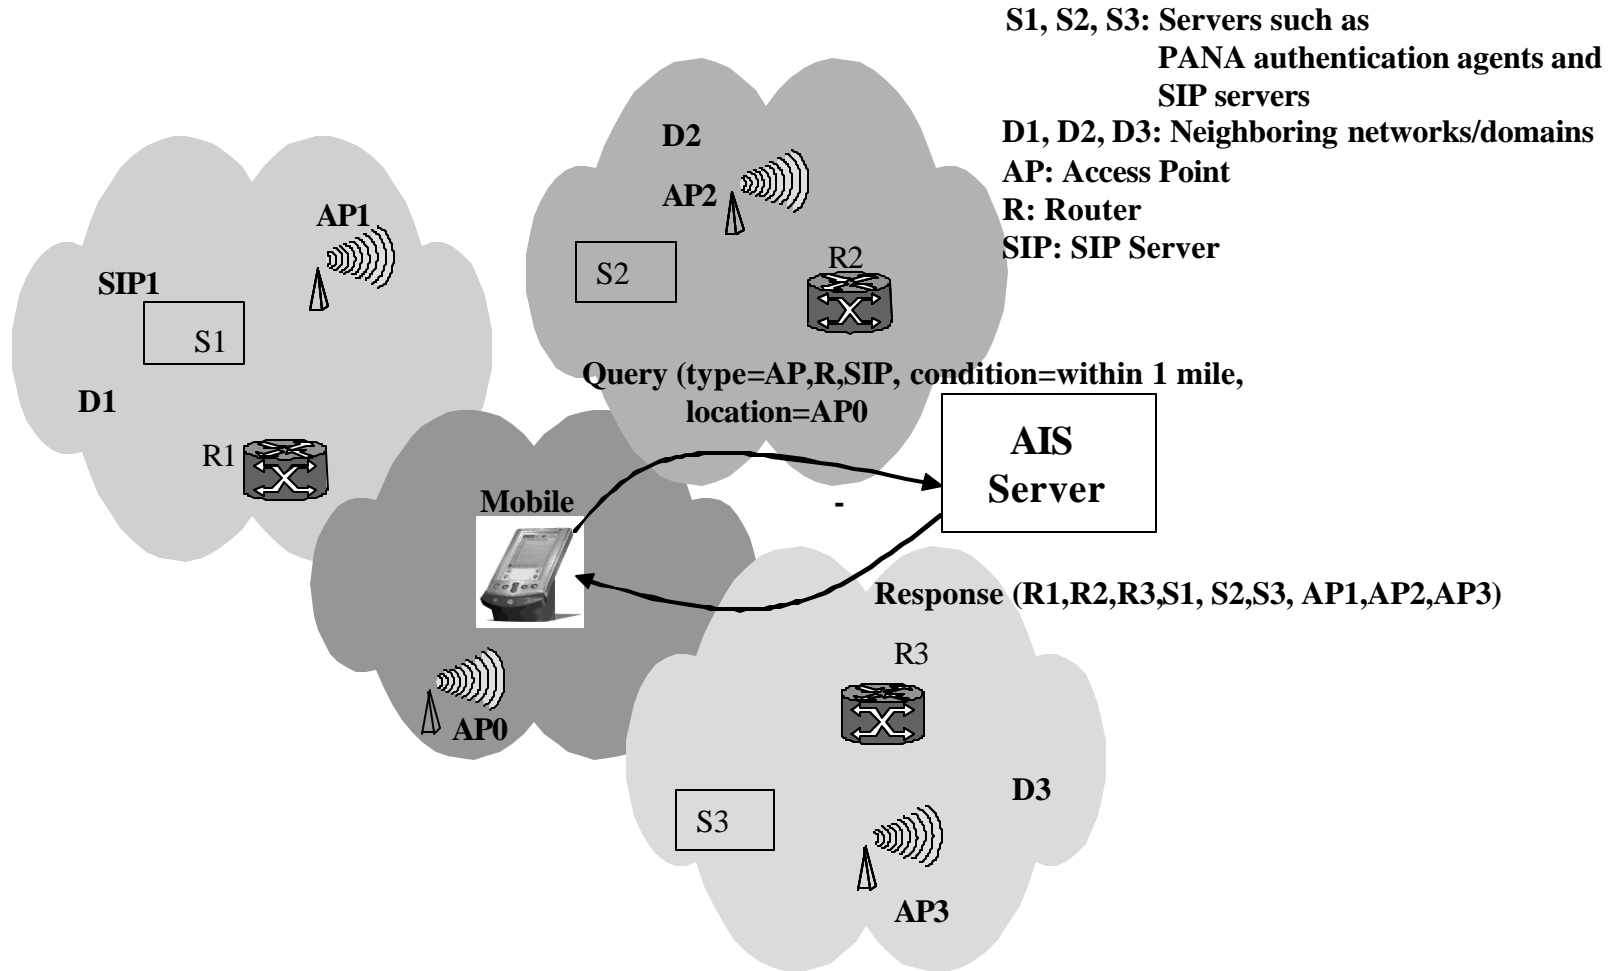 S1, S2, S3: Servers such as
PANA authentication agents and
SIP servers
D1, D2, D3: Neighboring networks/domains
AP: Access Point
R: Router
SIP: SIP Server
D2
AP2
S2
R2
AP1
SIP1
S1
D1
R1
Query (type=AP,R,SIP, condition=within 1 mile,
location=AP0
AIS
Server
Mobile
-
Response (R1,R2,R3,S1, S2,S3, AP1,AP2,AP3)
AP0
R3
D3
S3
AP3